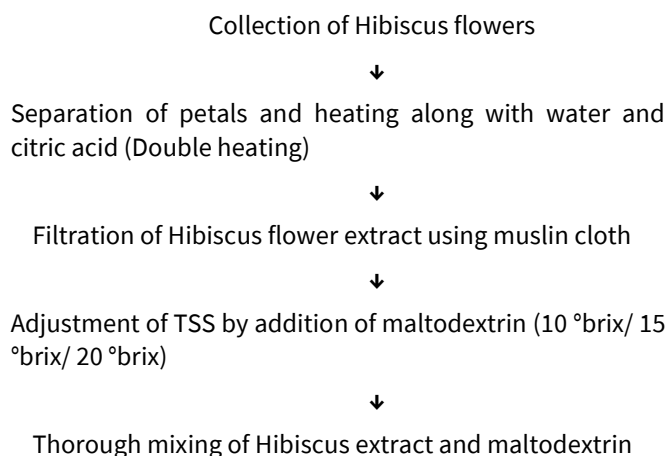 Collection of Hibiscus flowers
↓
Separation of petals and heating along with water and
citric acid (Double heating)
↓
Filtration of Hibiscus flower extract using muslin cloth
↓
Adjustment of TSS by addition of maltodextrin (10 °brix/ 15
°brix/ 20 °brix)
↓
Thorough mixing of Hibiscus extract and maltodextrin